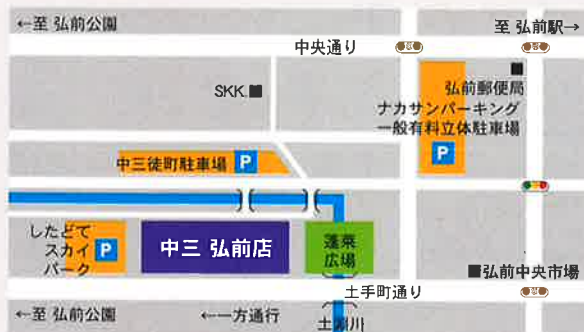 ←至 弘前公園
至 弘前駅→
中央通り
SKK.■
■
弘前郵便局
ナカサンパーキング
一般有料立体駐車場
P
中三徒町駐車場 P
したどて
スカイ
パーク
P
中三 弘前店
蓬莱
広場
■弘前中央市場
土手町通り
←至 弘前公園
←一方通行
土淵川